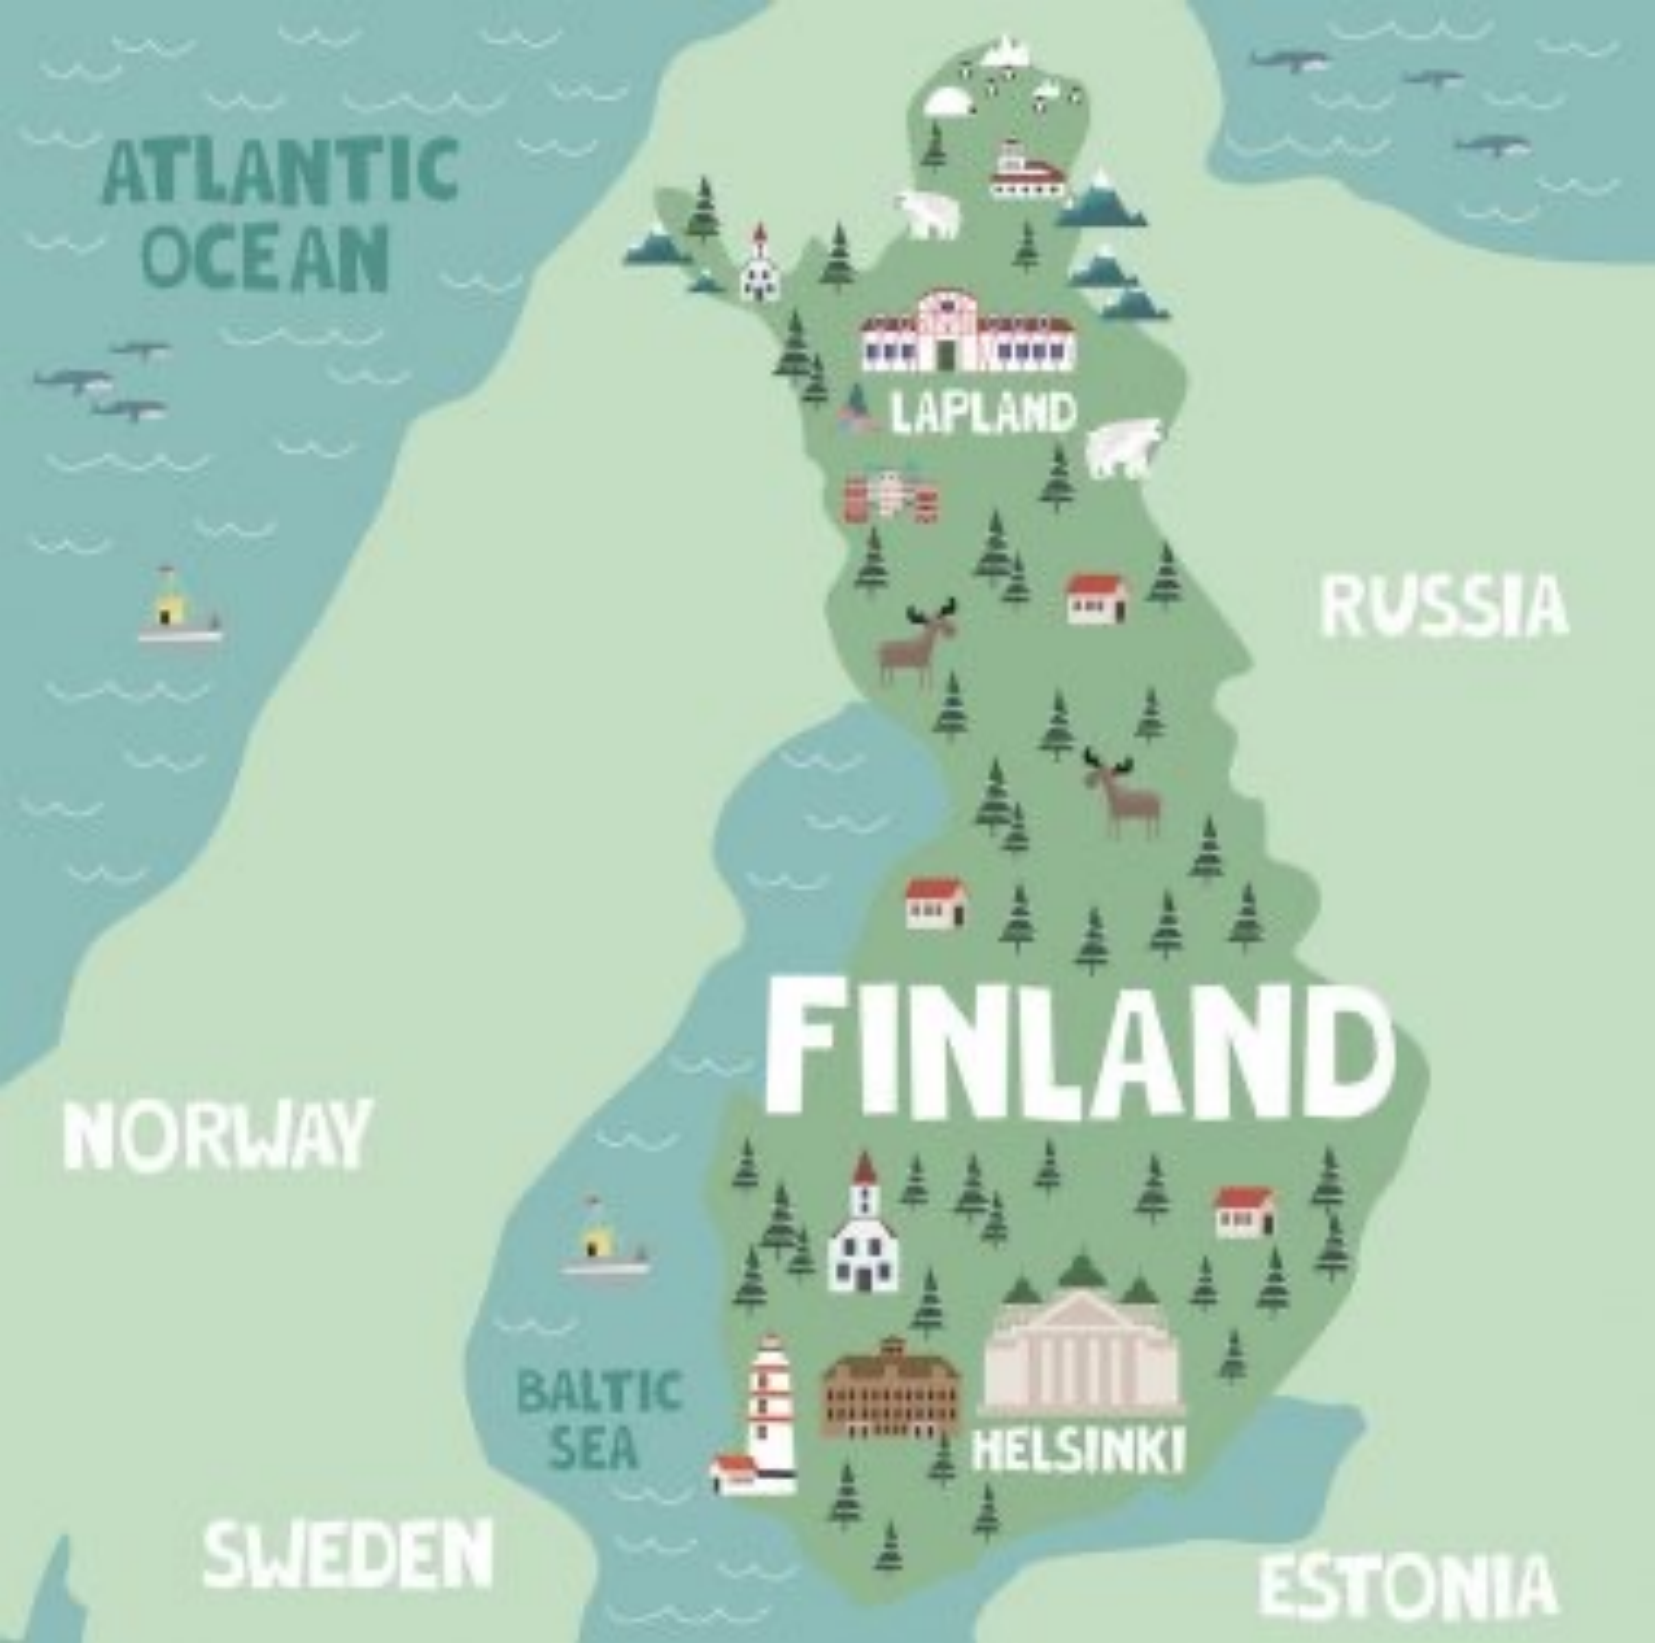 ATLANTIC
OCEAN
LAPLAND
RUSSIA
FINLAND
NORWAY
BALTIC
SEA
HELSINKI
SWEDEN
ESTONIA